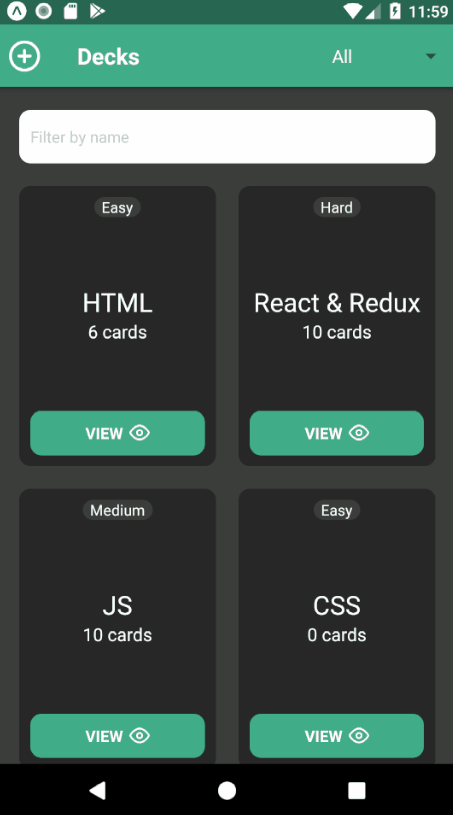 11:59
Decks
All
Filter by name
Easy
HTML
6 cards
VIEW
Hard
React & Redux
10 cards
VIEW
Medium
JS
10 cards
VIEW
Easy
CSS
0 cards
VIEW